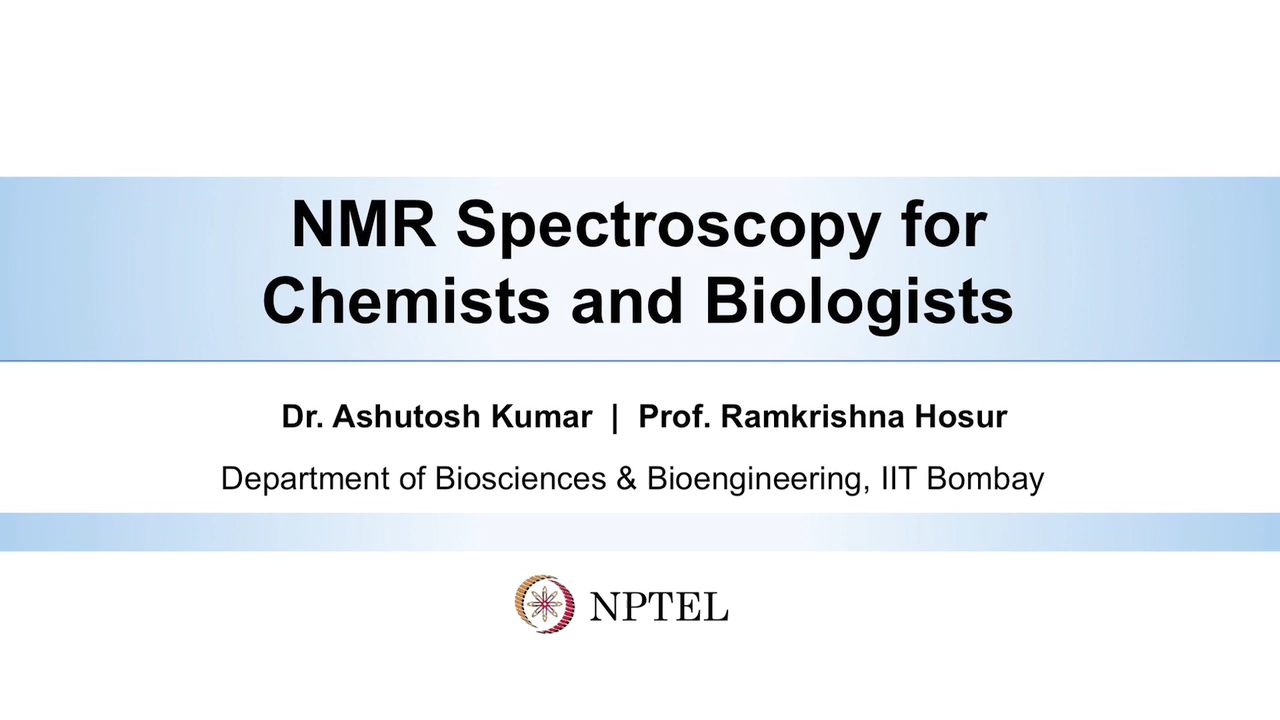 NMR Spectroscopy for
Chemists and Biologists
Dr. Ashutosh Kumar | Prof. Ramkrishna Hosur
Department of Biosciences & Bioengineering, IIT Bombay
NPTEL